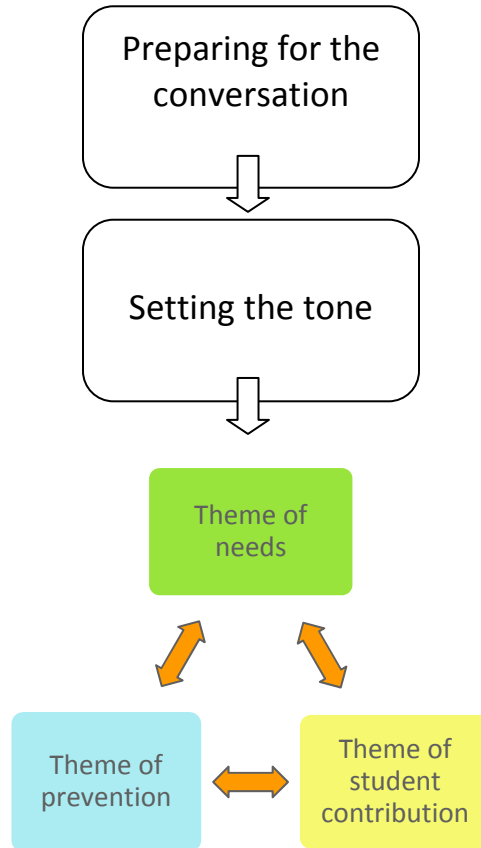 Preparing for the
conversation
Setting the tone
Theme of
needs
Theme of
prevention
Theme of
student
contribution